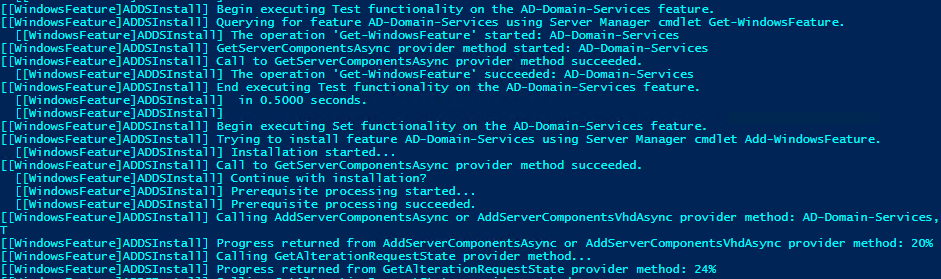 [[WindowsFeature]ADDSInstall] Begin executing Test functionality on the AD-Domain-Services feature.
[[WindowsFeature]ADDSInstall] Querying for feature AD-Domain-Services using Server Manager cmdlet Get-WindowsFeature.
[[WindowsFeature]ADDSInstall] The operation 'Get-WindowsFeature' started: AD-Domain-Services
[[WindowsFeature]ADDSInstall] GetServerComponentsAsync provider method started: AD-Domain-Services
[[WindowsFeature]ADDSInstall] Call to GetServerComponentsAsync provider method succeeded.
[[WindowsFeature]ADDSInstall] The operation 'Get-WindowsFeature' succeeded: AD-Domain-Services
[[WindowsFeature]ADDSInstall] End executing Test functionality on the AD-Domain-Services feature.
[[WindowsFeature]ADDSInstall]  in 0.5000 seconds.
[[WindowsFeature]ADDSInstall]
[[WindowsFeature]ADDSInstall] Begin executing Set functionality on the AD-Domain-Services feature.
[[WindowsFeature]ADDSInstall] Trying to install feature AD-Domain-Services using Server Manager cmdlet Add-WindowsFeature.
[[WindowsFeature]ADDSInstall] Installation started...
[[WindowsFeature]ADDSInstall] Call to GetServerComponentsAsync provider method succeeded.
[[WindowsFeature]ADDSInstall] Continue with installation?
[[WindowsFeature]ADDSInstall] Prerequisite processing started...
[[WindowsFeature]ADDSInstall] Prerequisite processing succeeded.
[[WindowsFeature]ADDSInstall] Calling AddServerComponentsAsync or AddServerComponentsVhdAsync provider method: AD-Domain-Services,
T
[[WindowsFeature]ADDSInstall] Progress returned from AddServerComponentsAsync or AddServerComponentsVhdAsync provider method: 20%
[[WindowsFeature]ADDSInstall] Calling GetAlterationRequestState provider method...
[[WindowsFeature]ADDSInstall] Progress returned from GetAlterationRequestState provider method: 24%